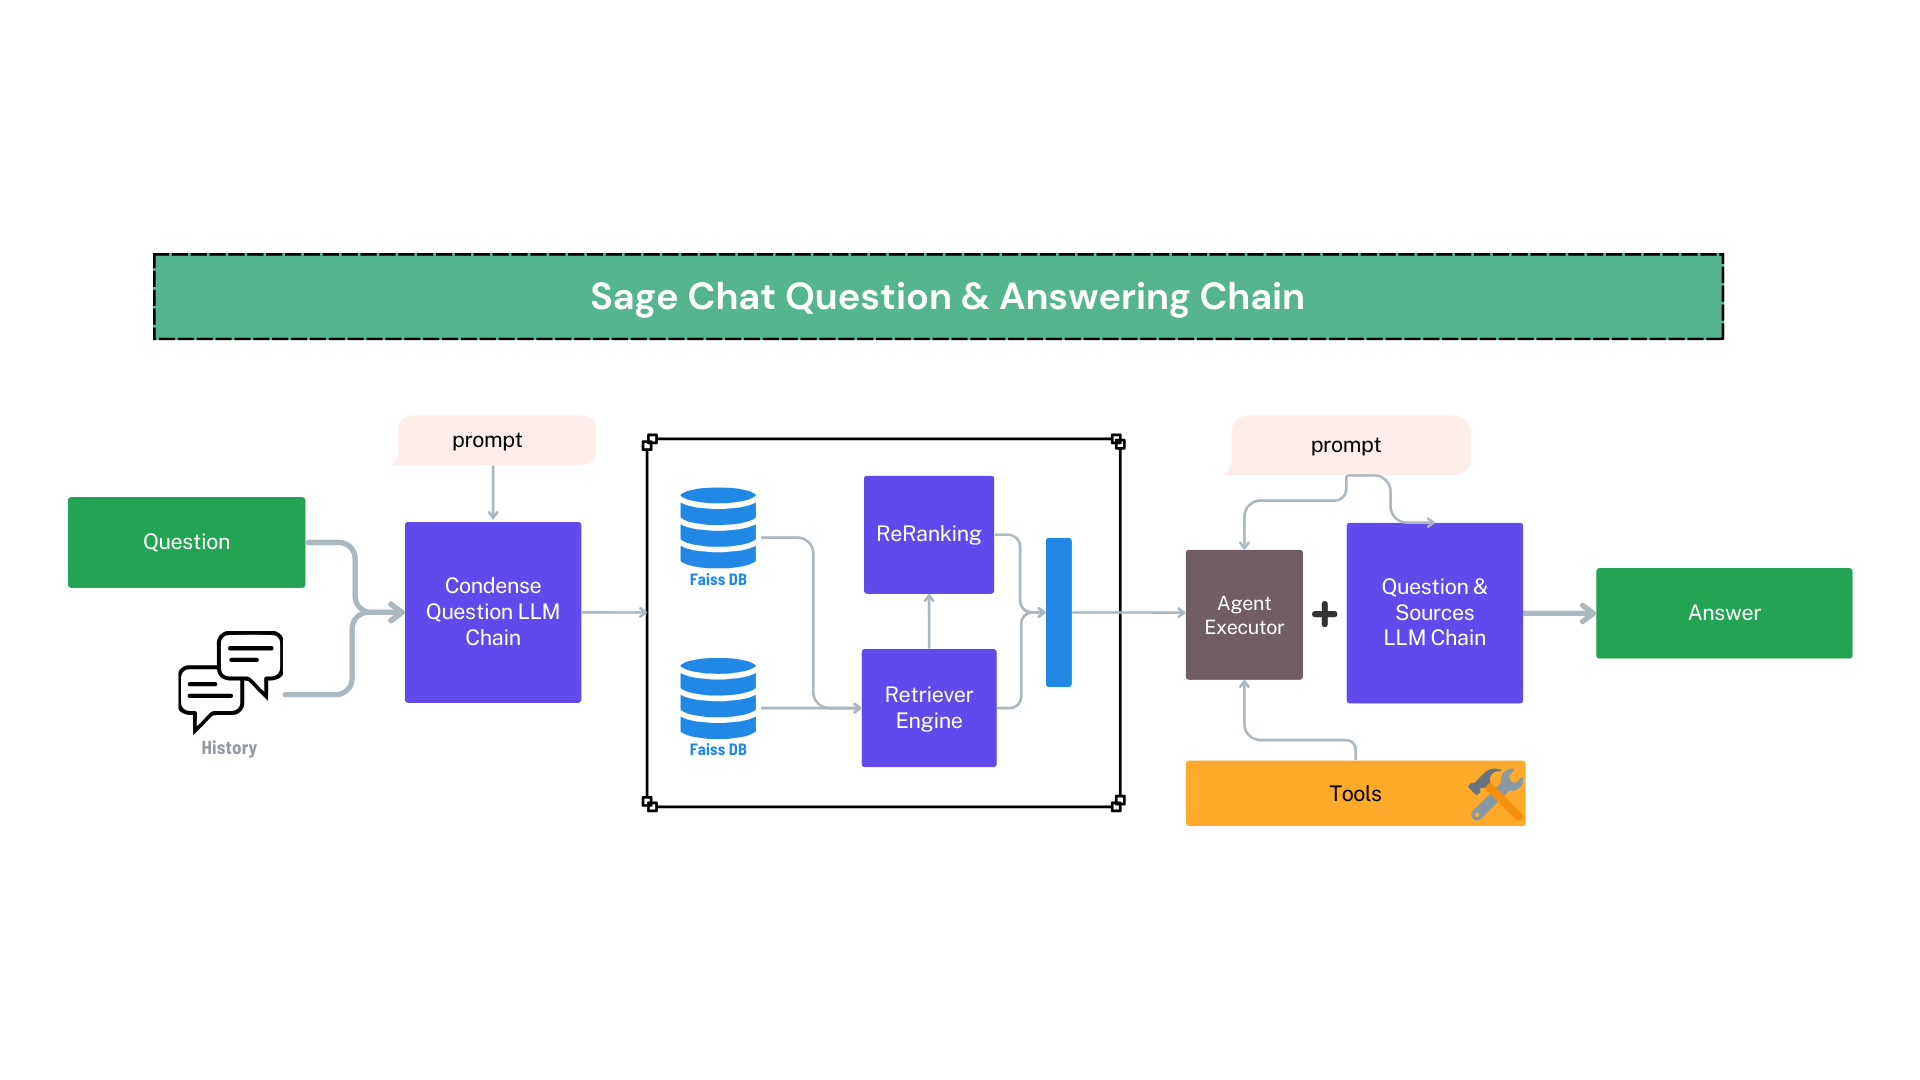 Sage Chat Question & Answering Chain
prompt
Question
Condense
Question LLM
Chain
History
Faiss DB
Faiss DB
ReRanking
Retriever
Engine
prompt
Agent
Executor
Question &
Sources
LLM Chain
Tools
Answer